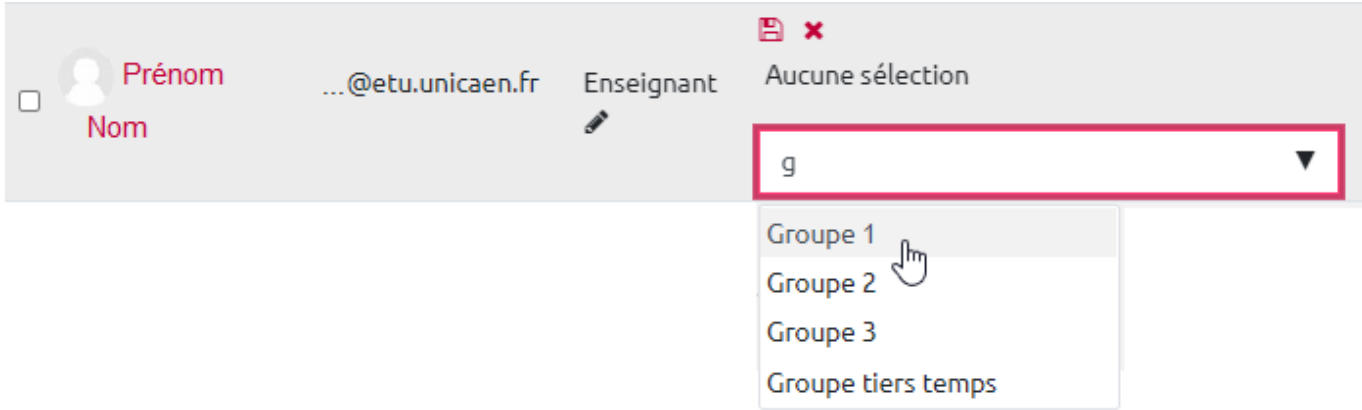 Prénom
Nom
...@etu.unicaen.fr
Enseignant
Aucune sélection
g
Groupe 1
Groupe 2
Groupe 3
Groupe tiers temps